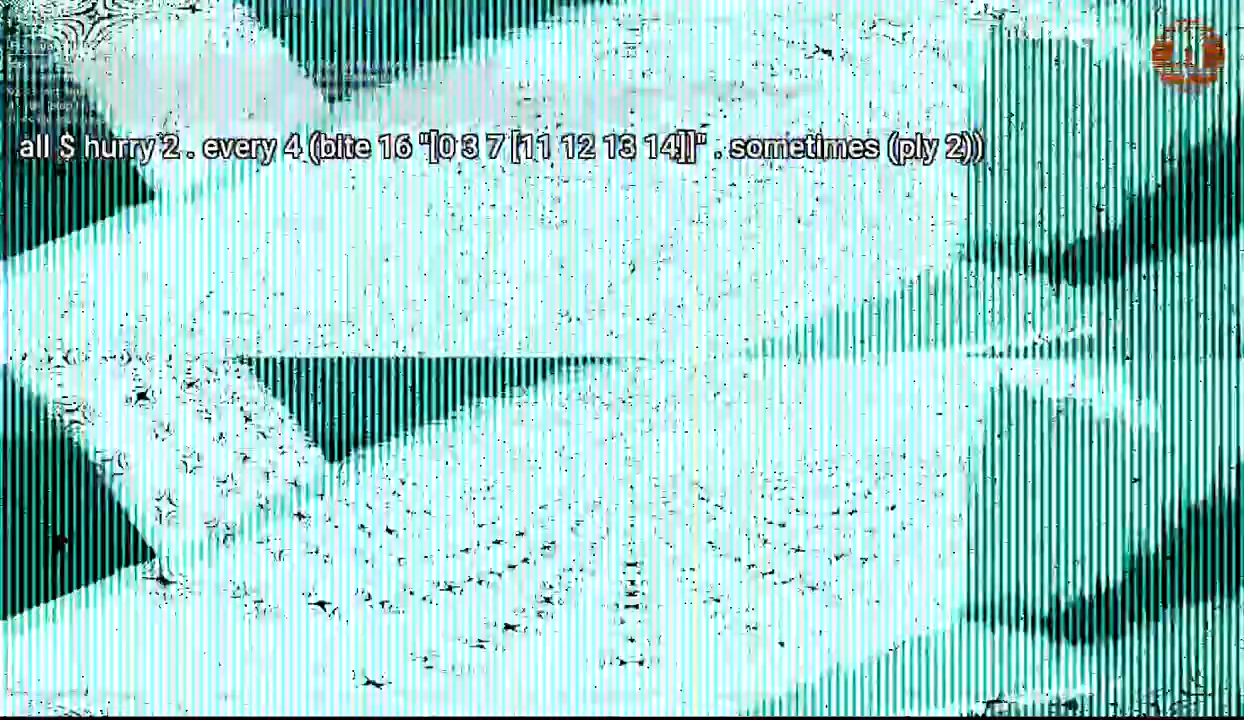 all $ hurry 2 . every 4 (bite 16 "[0 3 7 [11 12 13 14]]" . sometimes (ply 2))